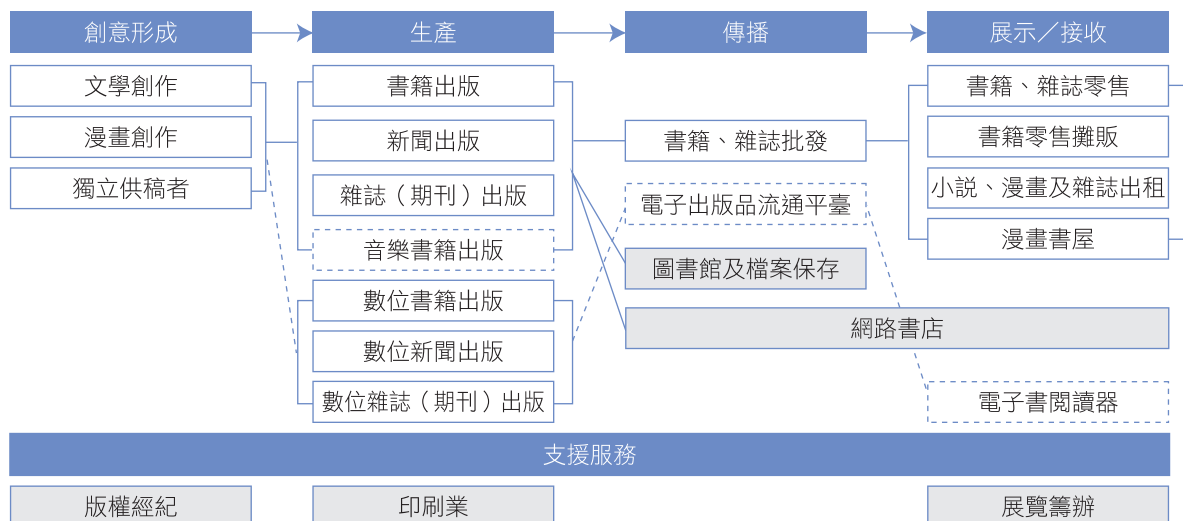 創意形成
生產
傳播
展示／接收
文學創作
漫畫創作
獨立供稿者
書籍出版
新聞出版
雜誌（期刊）出版
音樂書籍出版
數位書籍出版
數位新聞出版
數位雜誌（期刊）出版
書籍、雜誌批發
電子出版品流通平臺
圖書館及檔案保存
網路書店
書籍、雜誌零售
書籍零售攤販
小說、漫畫及雜誌出租
漫畫書屋
電子書閱讀器
支援服務
版權經紀
印刷業
展覽籌辦